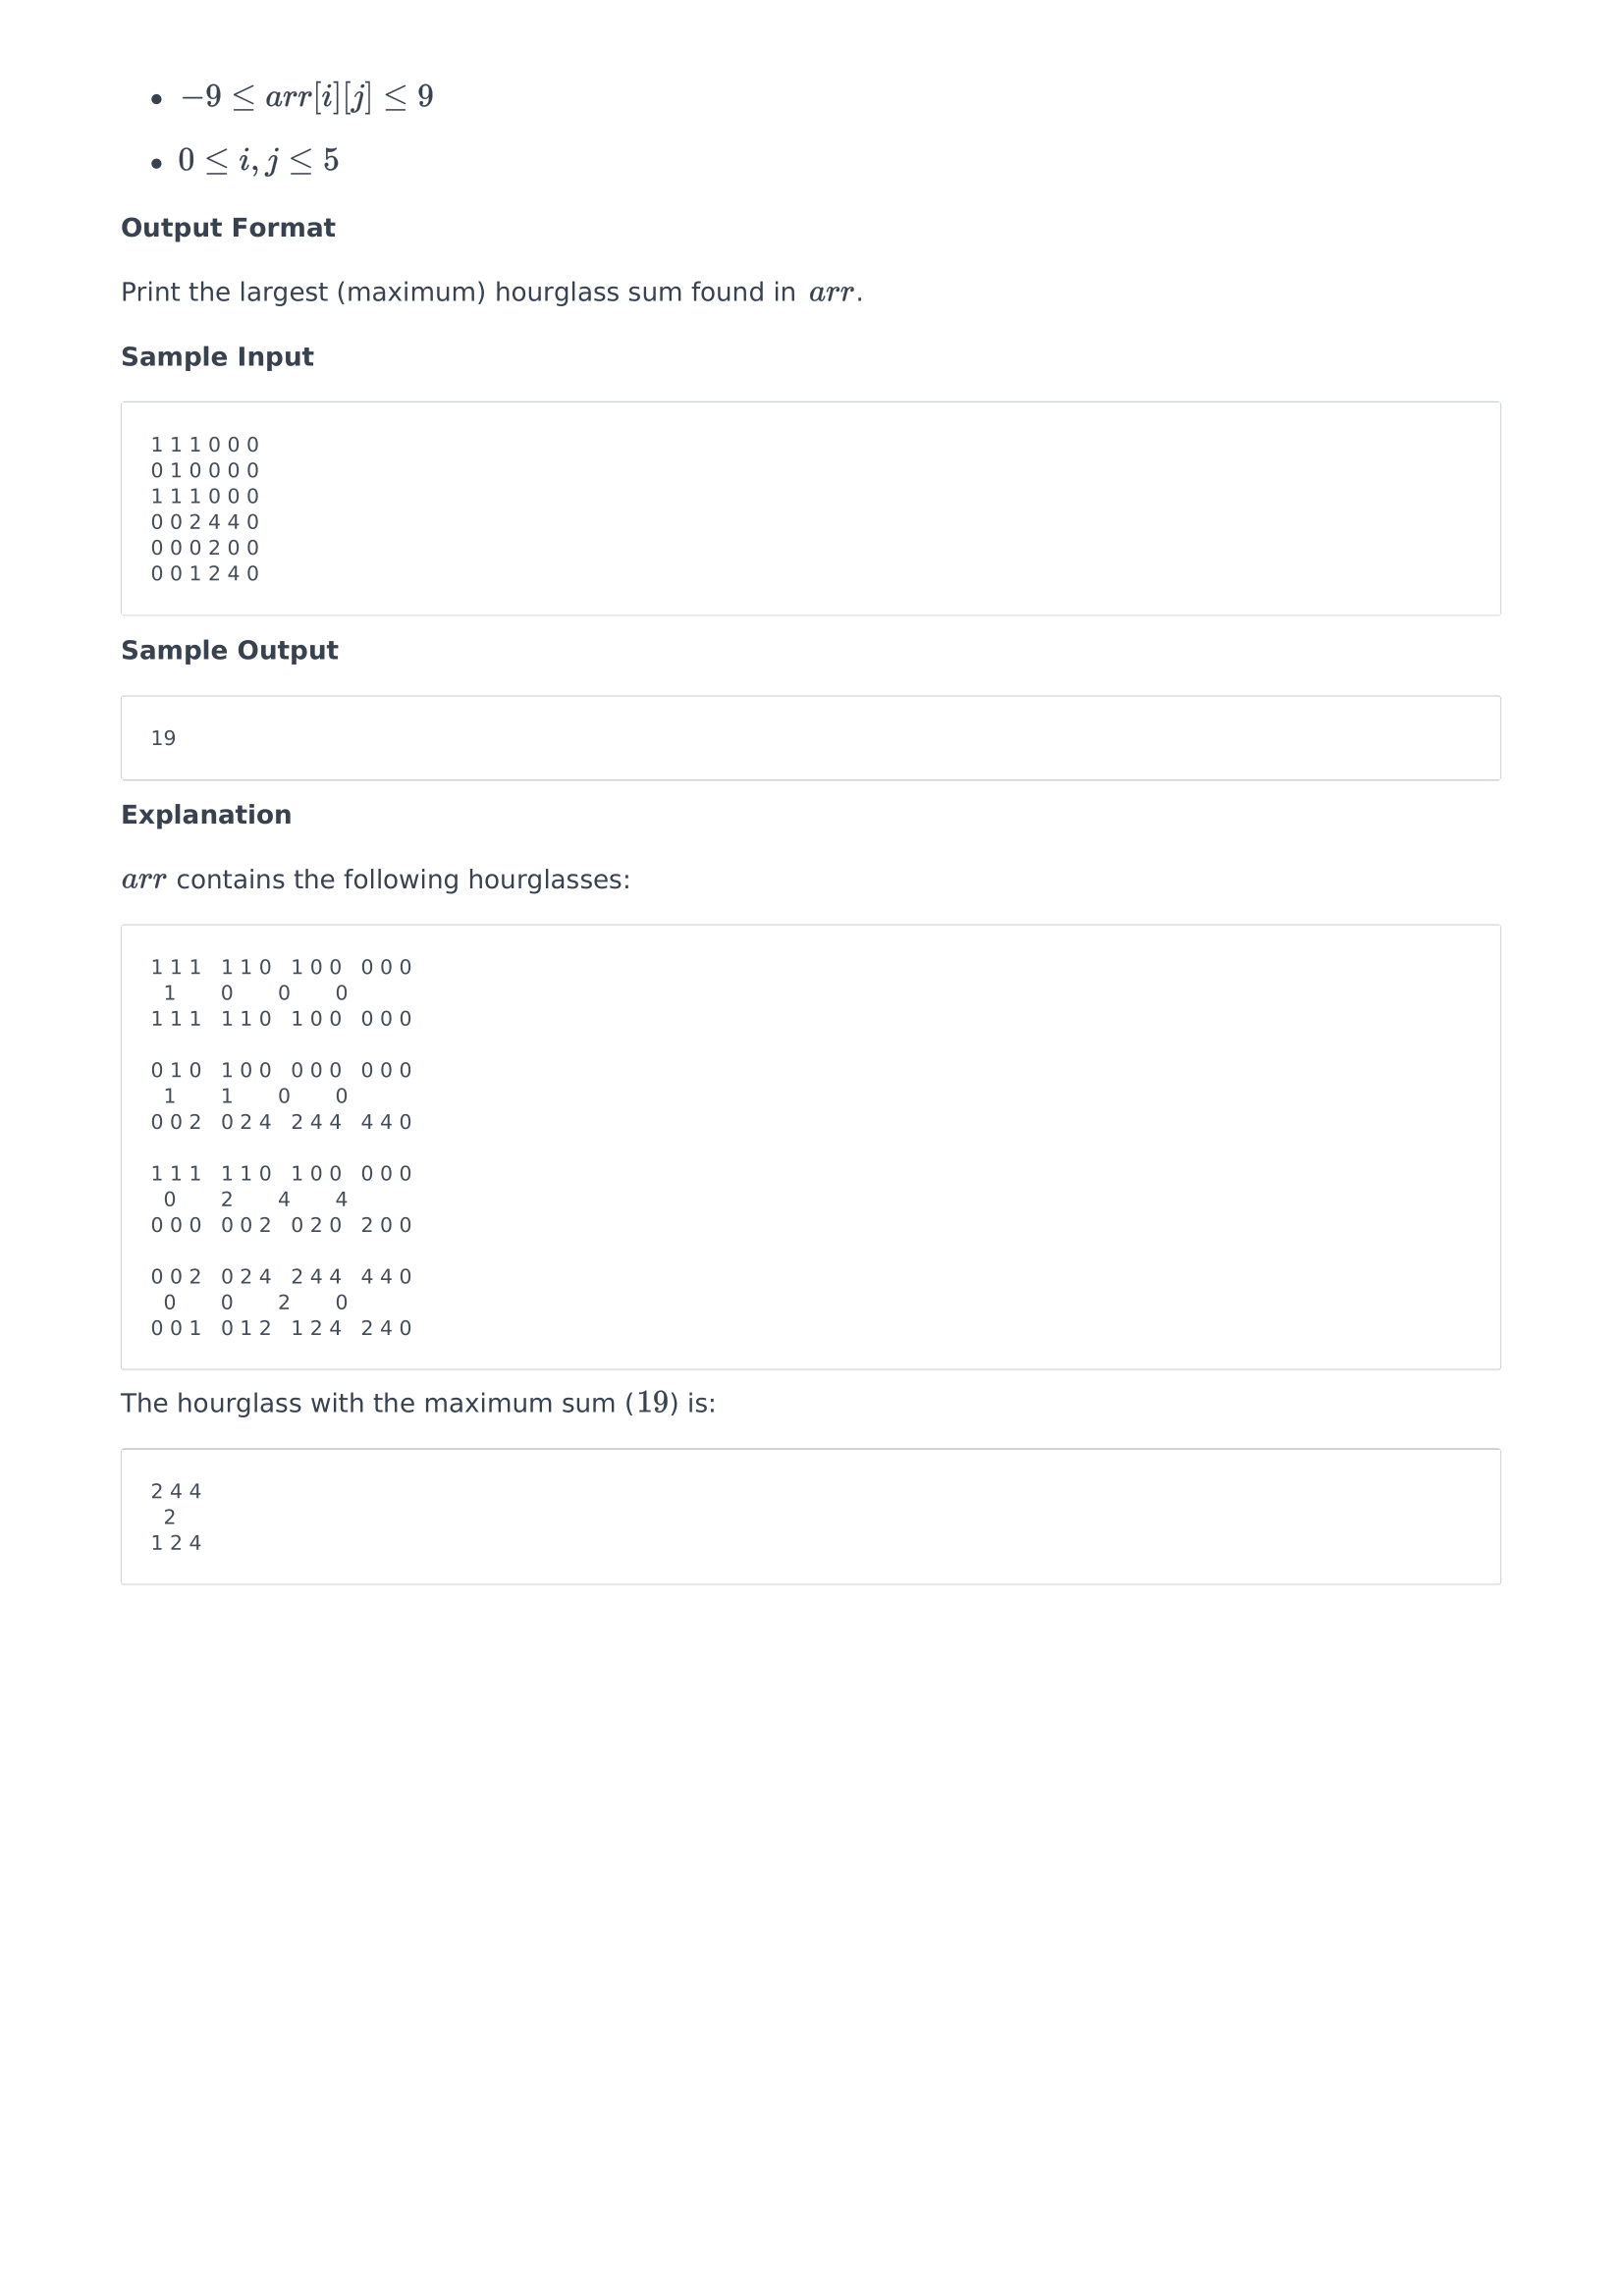 • −9 ≤ arr[i][j] ≤ 9
• 0 ≤ i, j ≤ 5
Output Format
Print the largest (maximum) hourglass sum found in arr.
Sample Input
1 1 1 0 0 0
0 1 0 0 0 0
1 1 1 0 0 0
0 0 2 4 4 0
0 0 0 2 0 0
0 0 1 2 4 0
Sample Output
19
Explanation
arr contains the following hourglasses:
1 1 1   1 1 0   1 0 0   0 0 0
  1       0       0       0
1 1 1   1 1 0   1 0 0   0 0 0
0 1 0   1 0 0   0 0 0   0 0 0
  1       1       0       0
0 0 2   0 2 4   2 4 4   4 4 0
1 1 1   1 1 0   1 0 0   0 0 0
  0       2       4       4
0 0 0   0 0 2   0 2 0   2 0 0
0 0 2   0 2 4   2 4 4   4 4 0
  0       0       2       0
0 0 1   0 1 2   1 2 4   2 4 0
The hourglass with the maximum sum (19) is:
2 4 4
  2
1 2 4